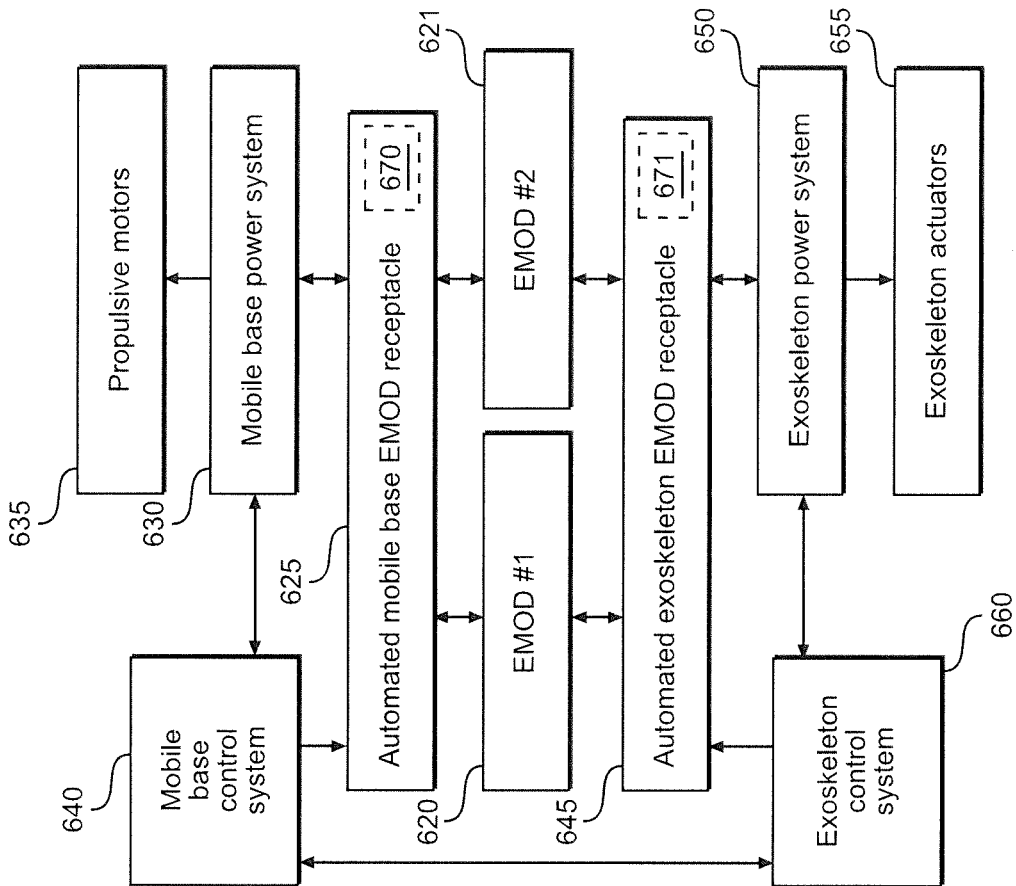 635
Propulsive motors
630
Mobile base power system
640
Mobile
base
control
system
625
Automated mobile base EMOD receptacle
670
620
EMOD #1
621
EMOD #2
645
Automated exoskeleton EMOD receptacle
671
660
Exoskeleton
control
system
650
Exoskeleton power system
655
Exoskeleton actuators